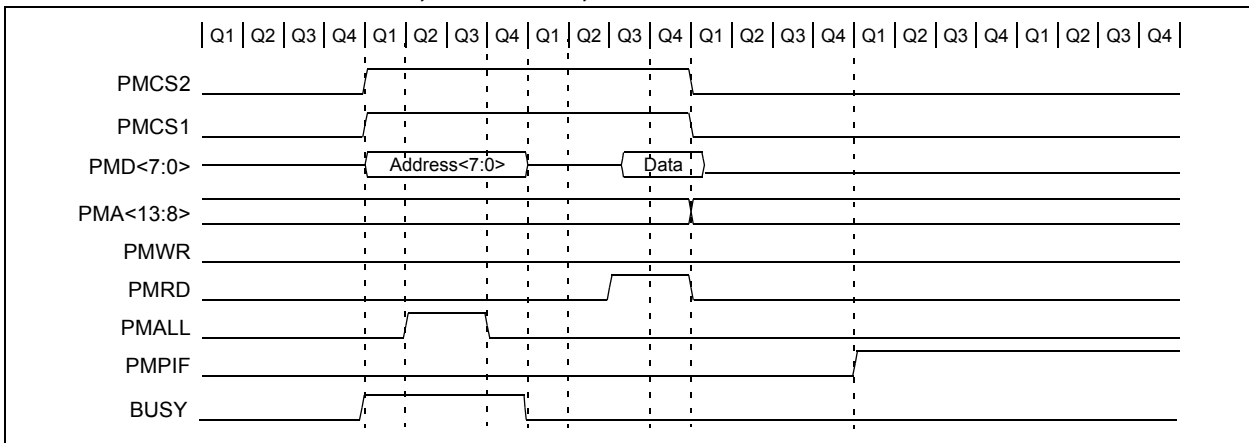 Q1 Q2 Q3 Q4 Q1 Q2 Q3 Q4 Q1 Q2 Q3 Q4 Q1 Q2 Q3 Q4 Q1 Q2 Q3 Q4 Q1 Q2 Q3 Q4
PMCS2
PMCS1
PMD<7:0> Address<7:0> Data
PMA<13:8>
PMWR
PMRD
PMALL
PMPIF
BUSY